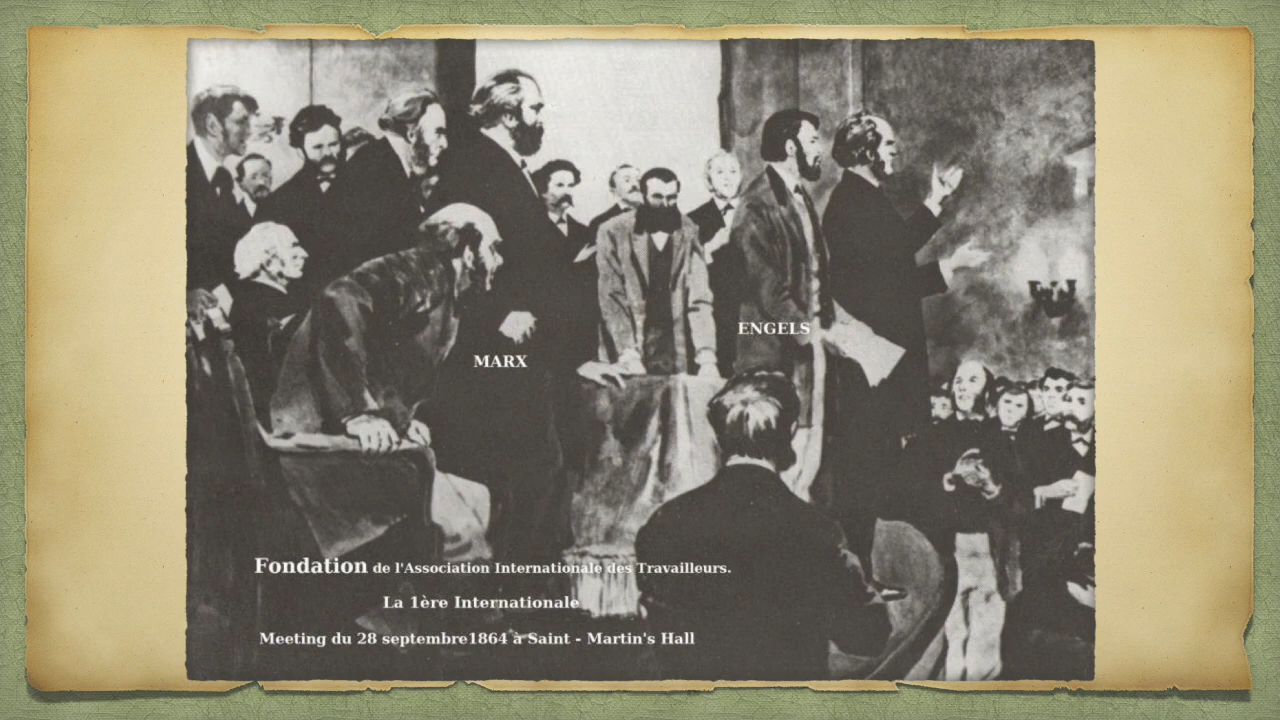 ENGELS
MARX
Fondation de l'Association Internationale des Travailleurs.
La 1ère Internationale
Meeting du 28 septembre1864 à Saint - Martin's Hall